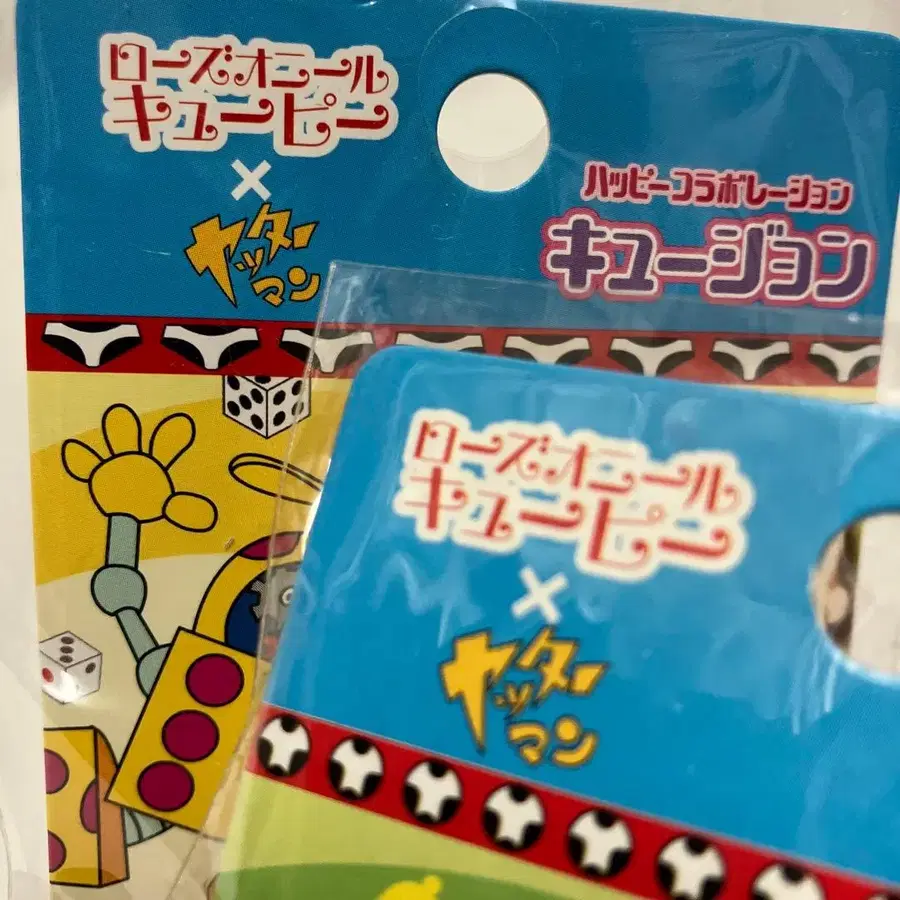 ローズオニール
キューピー
×
ヤッター
マン
ハッピーコラボレーション
キュージョン
ローズオニール
キューピー
×
ヤッター
マン